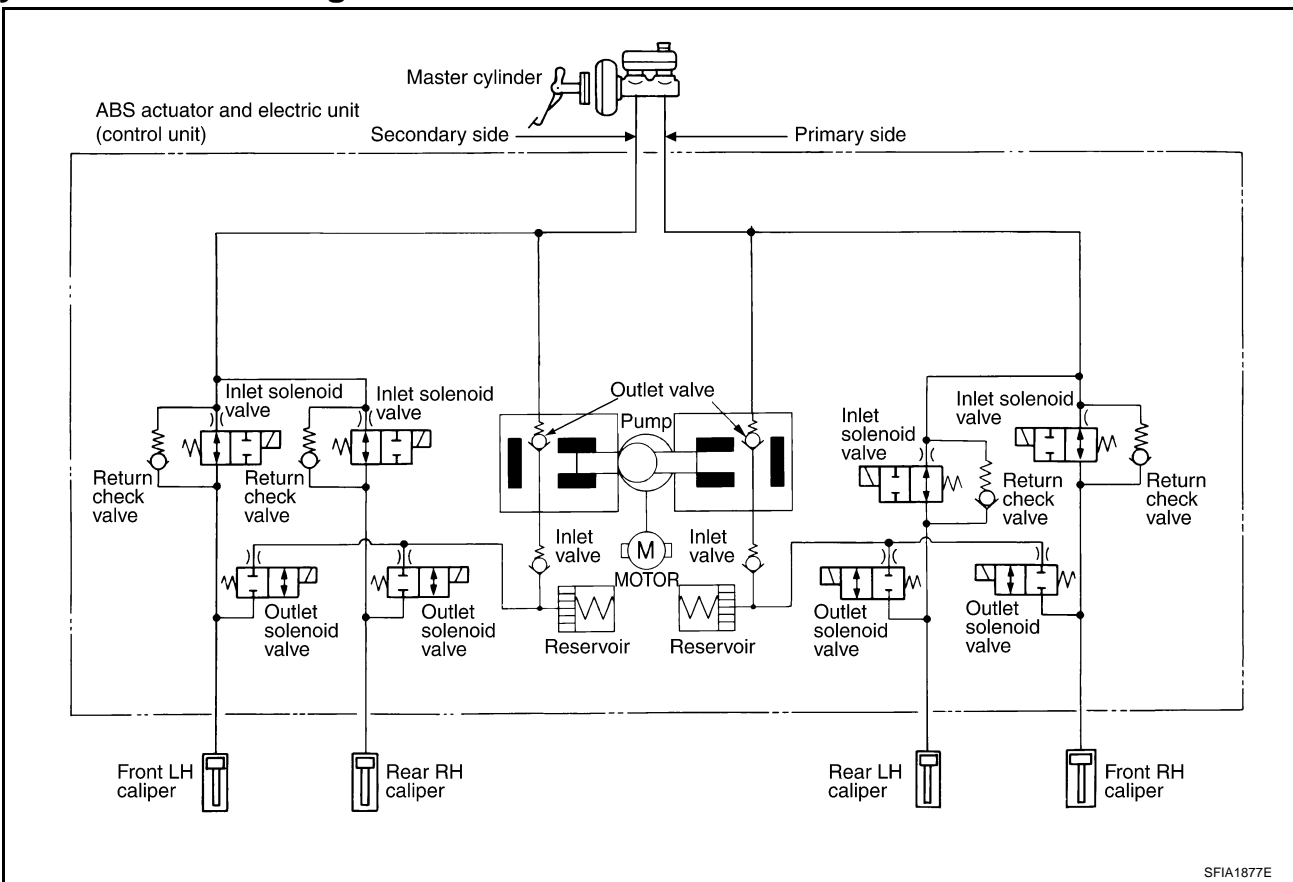 Master cylinder
ABS actuator and electric unit
(control unit)
Secondary side
Primary side
Inlet solenoid
valve
Inlet solenoid
valve
Outlet valve
Pump
Inlet
solenoid
valve
Inlet solenoid
valve
Return
check
valve
Return
check
valve
Return
check
valve
Return
check
valve
Inlet
valve
M
MOTOR
Inlet
valve
Outlet
solenoid
valve
Outlet
solenoid
valve
Reservoir
Reservoir
Outlet
solenoid
valve
Outlet
solenoid
valve
Front LH
caliper
Rear RH
caliper
Rear LH
caliper
Front RH
caliper
SFIA1877E